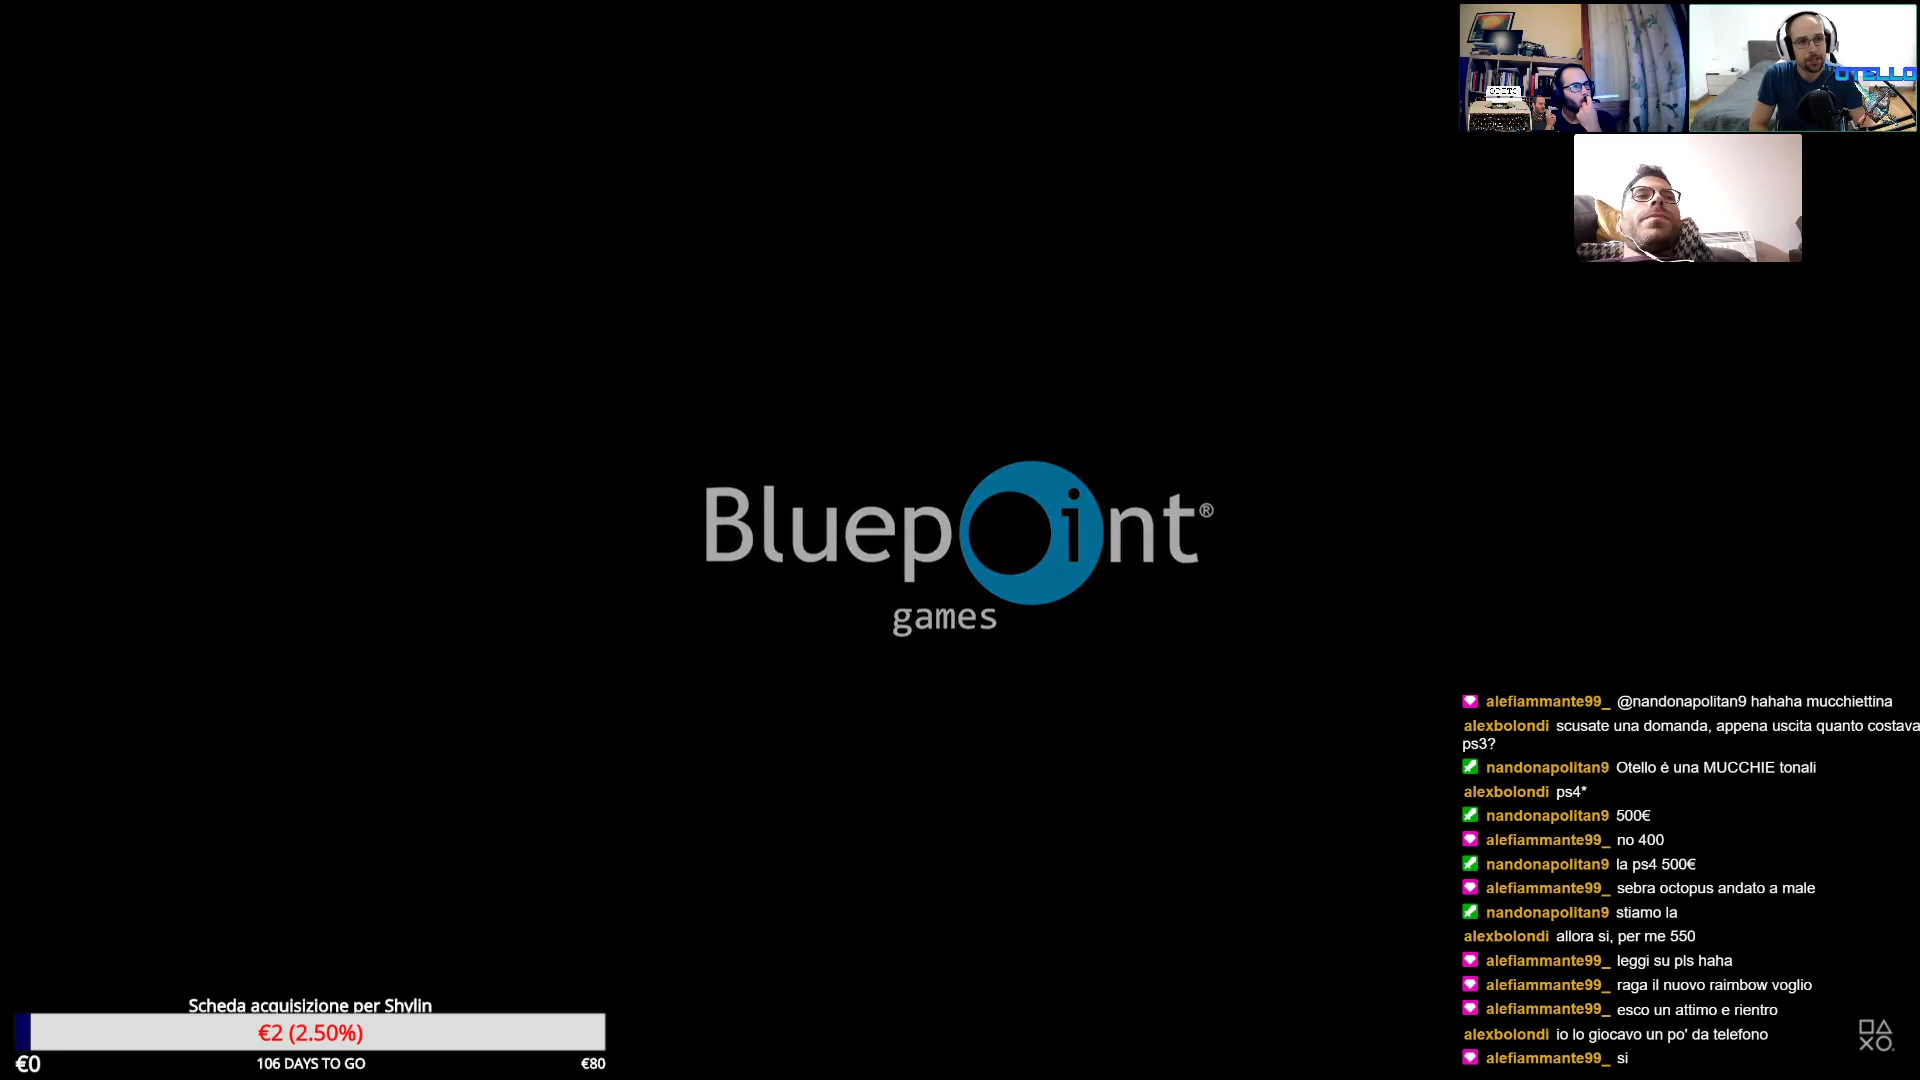 OTELLO
Bluepoint®
games
alefiammante99_ @nandonapolitan9 hahaha mucchiettina
alexbolondi scusate una domanda, appena uscita quanto costava
ps3?
nandonapolitan9 Otello é una MUCCHIE tonali
alexbolondi ps4*
nandonapolitan9 500€
alefiammante99_ no 400
nandonapolitan9 la ps4 500€
alefiammante99_ sebra octopus andato a male
nandonapolitan9 stiamo la
alexbolondi allora si, per me 550
alefiammante99_ leggi su pls haha
alefiammante99_ raga il nuovo raimbow voglio
alefiammante99_ esco un attimo e rientro
alexbolondi io lo giocavo un po' da telefono
alefiammante99_ si
Scheda acquisizione per Shylin
€2 (2.50%)
€0 106 DAYS TO GO €80